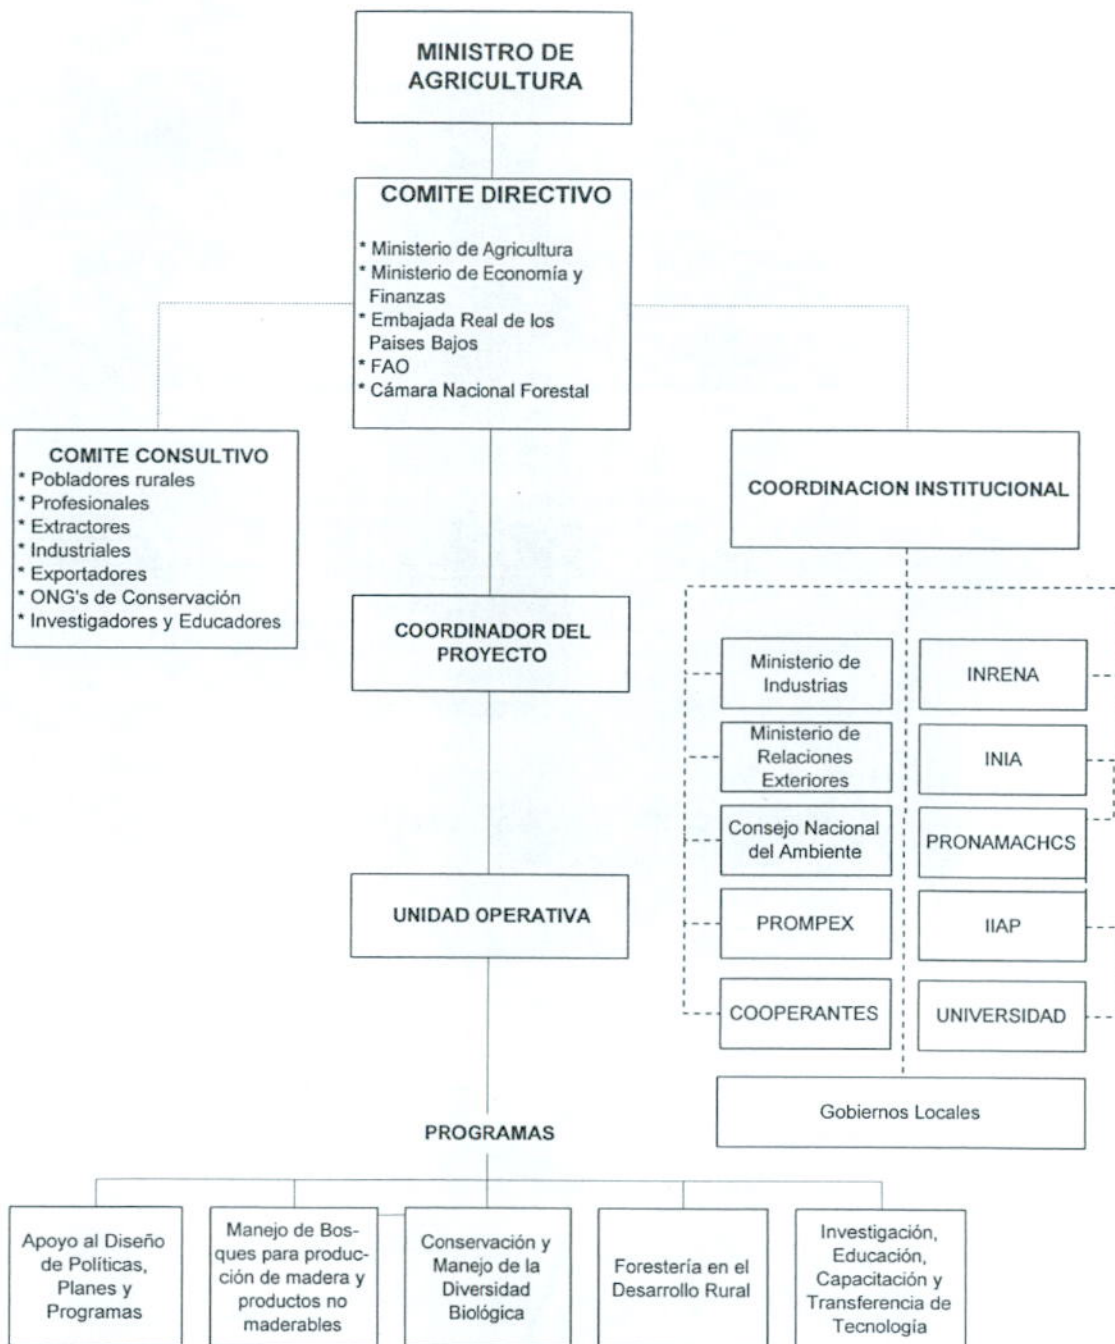 MINISTRO DE
AGRICULTURA
COMITE DIRECTIVO
* Ministerio de Agricultura
* Ministerio de Economía y
Finanzas
* Embajada Real de los
Paises Bajos
* FAO
* Cámara Nacional Forestal
COMITE CONSULTIVO
* Pobladores rurales
* Profesionales
* Extractores
* Industriales
* Exportadores
* ONG's de Conservación
* Investigadores y Educadores
COORDINACION INSTITUCIONAL
COORDINADOR DEL
PROYECTO
Ministerio de
Industrias
INRENA
Ministerio de
Relaciones
Exteriores
INIA
Consejo Nacional
del Ambiente
PRONAMACHCS
UNIDAD OPERATIVA
PROMPEX
IIAP
COOPERANTES
UNIVERSIDAD
Gobiernos Locales
PROGRAMAS
Apoyo al Diseño
de Políticas,
Planes y
Programas
Manejo de Bos-
ques para produc-
ción de madera y
productos no
maderables
Conservación y
Manejo de la
Diversidad
Biológica
Forestería en el
Desarrollo Rural
Investigación,
Educación,
Capacitación y
Transferencia de
Tecnología